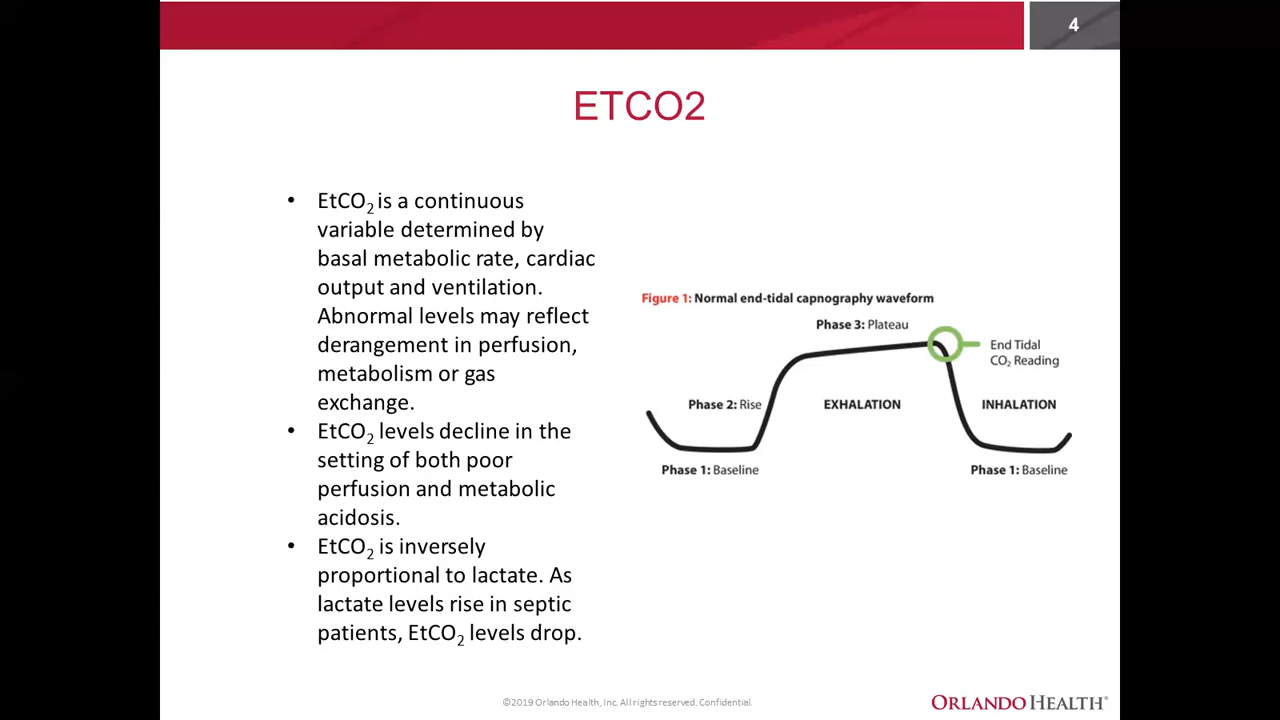 4
ETCO2
• EtCO2 is a continuous
variable determined by
basal metabolic rate, cardiac
output and ventilation.
Abnormal levels may reflect
derangement in perfusion,
metabolism or gas
exchange.
• EtCO2 levels decline in the
setting of both poor
perfusion and metabolic
acidosis.
• EtCO2 is inversely
proportional to lactate. As
lactate levels rise in septic
patients, EtCO2 levels drop.
Figure 1: Normal end-tidal capnography waveform
Phase 3: Plateau
End Tidal
CO2 Reading
Phase 2: Rise
EXHALATION
INHALATION
Phase 1: Baseline
Phase 1: Baseline
©2019 Orlando Health, Inc. All rights reserved. Confidential.
ORLANDO HEALTH®